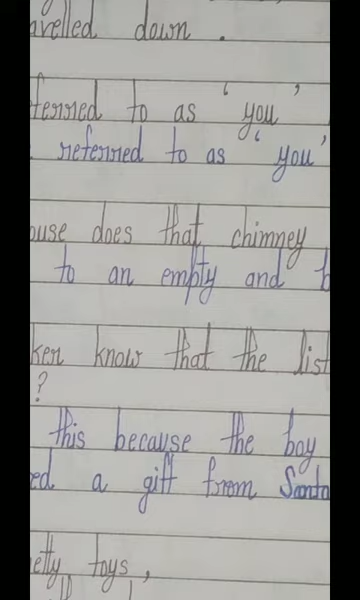 avelled down .
ferred to as ' you '
referred to as ' you '
ouse does that chimney
to an empty and b
ker know that the list
?
this because the boy
ed a gift from Santa
etty toys ,